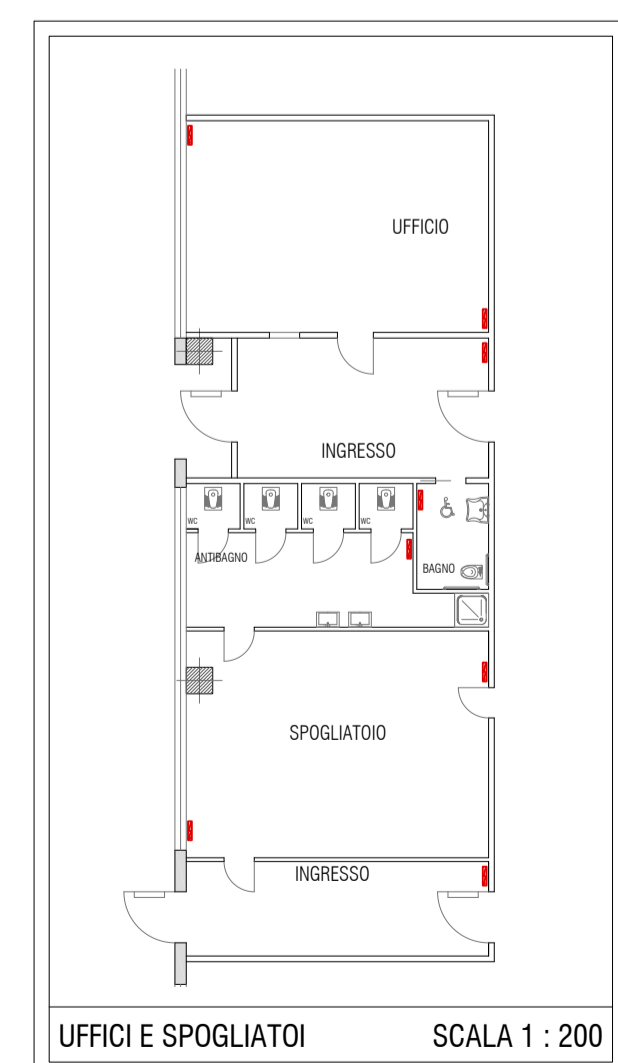 UFFICIO
INGRESSO
WC WC WC WC
ANTIBAGNO
BAGNO
SPOGLIATOIO
INGRESSO
UFFICI E SPOGLIATOI SCALA 1 : 200